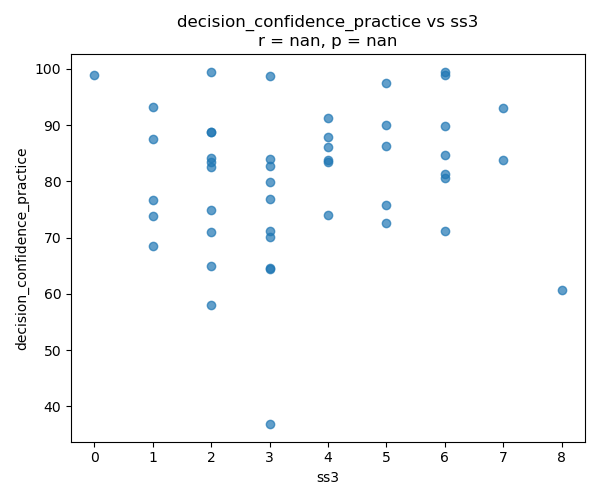 decision_confidence_practice vs ss3
r = nan, p = nan
100
90
80
70
60
50
40
decision_confidence_practice
0 1 2 3 4 5 6 7 8
ss3